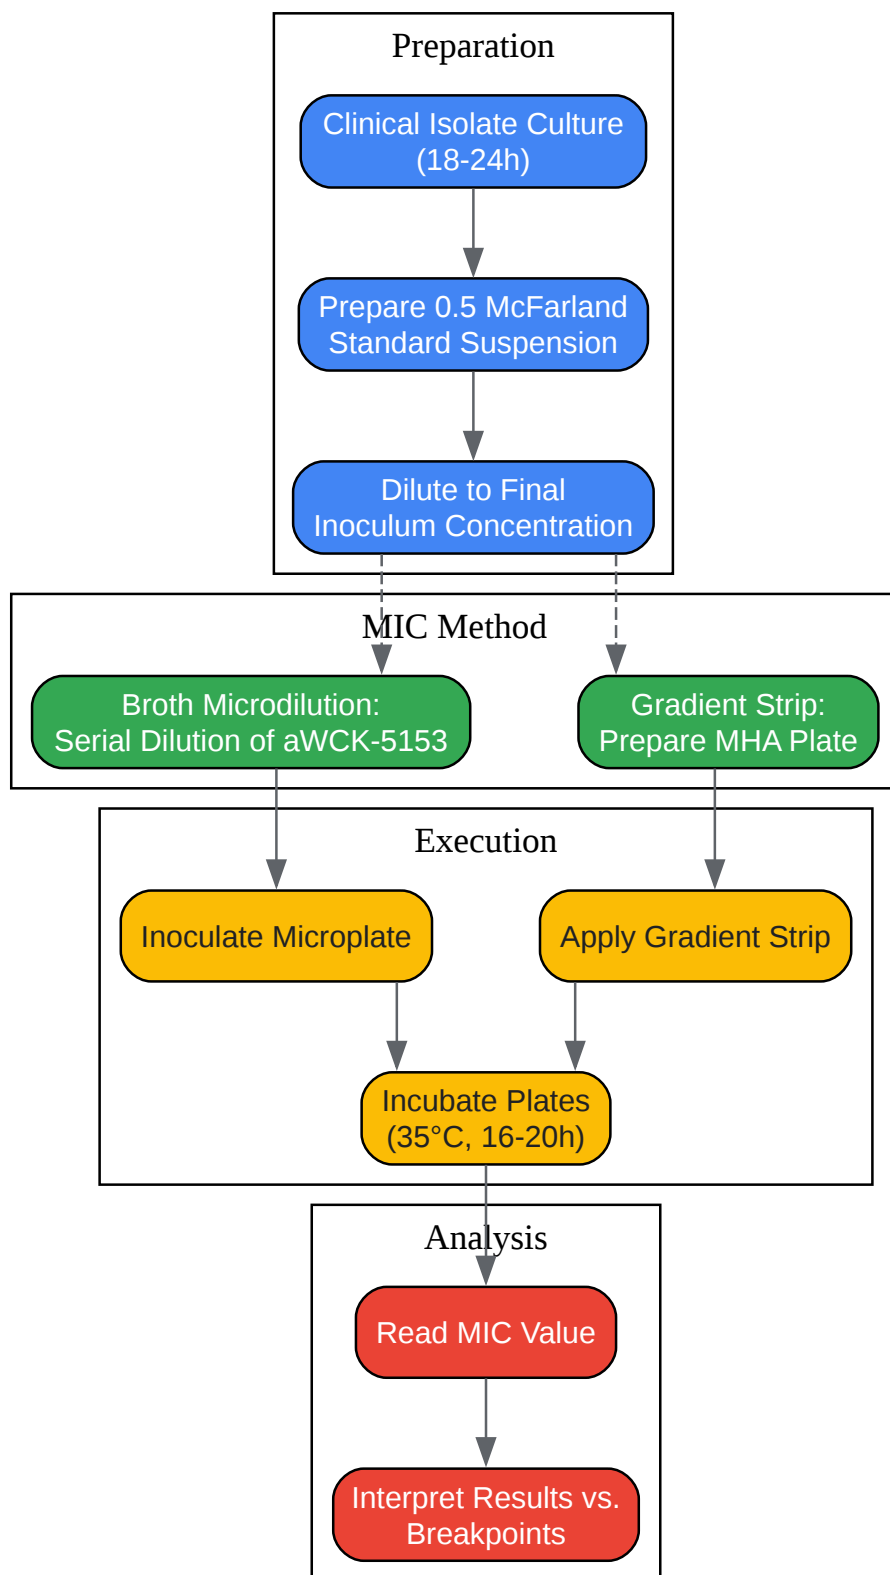 Preparation
Clinical Isolate Culture
(18-24h)
Prepare 0.5 McFarland
Standard Suspension
Dilute to Final
Inoculum Concentration
MIC Method
Broth Microdilution:
Serial Dilution of aWCK-5153
Gradient Strip:
Prepare MHA Plate
Execution
Inoculate Microplate
Apply Gradient Strip
Incubate Plates
(35°C, 16-20h)
Analysis
Read MIC Value
Interpret Results vs.
Breakpoints